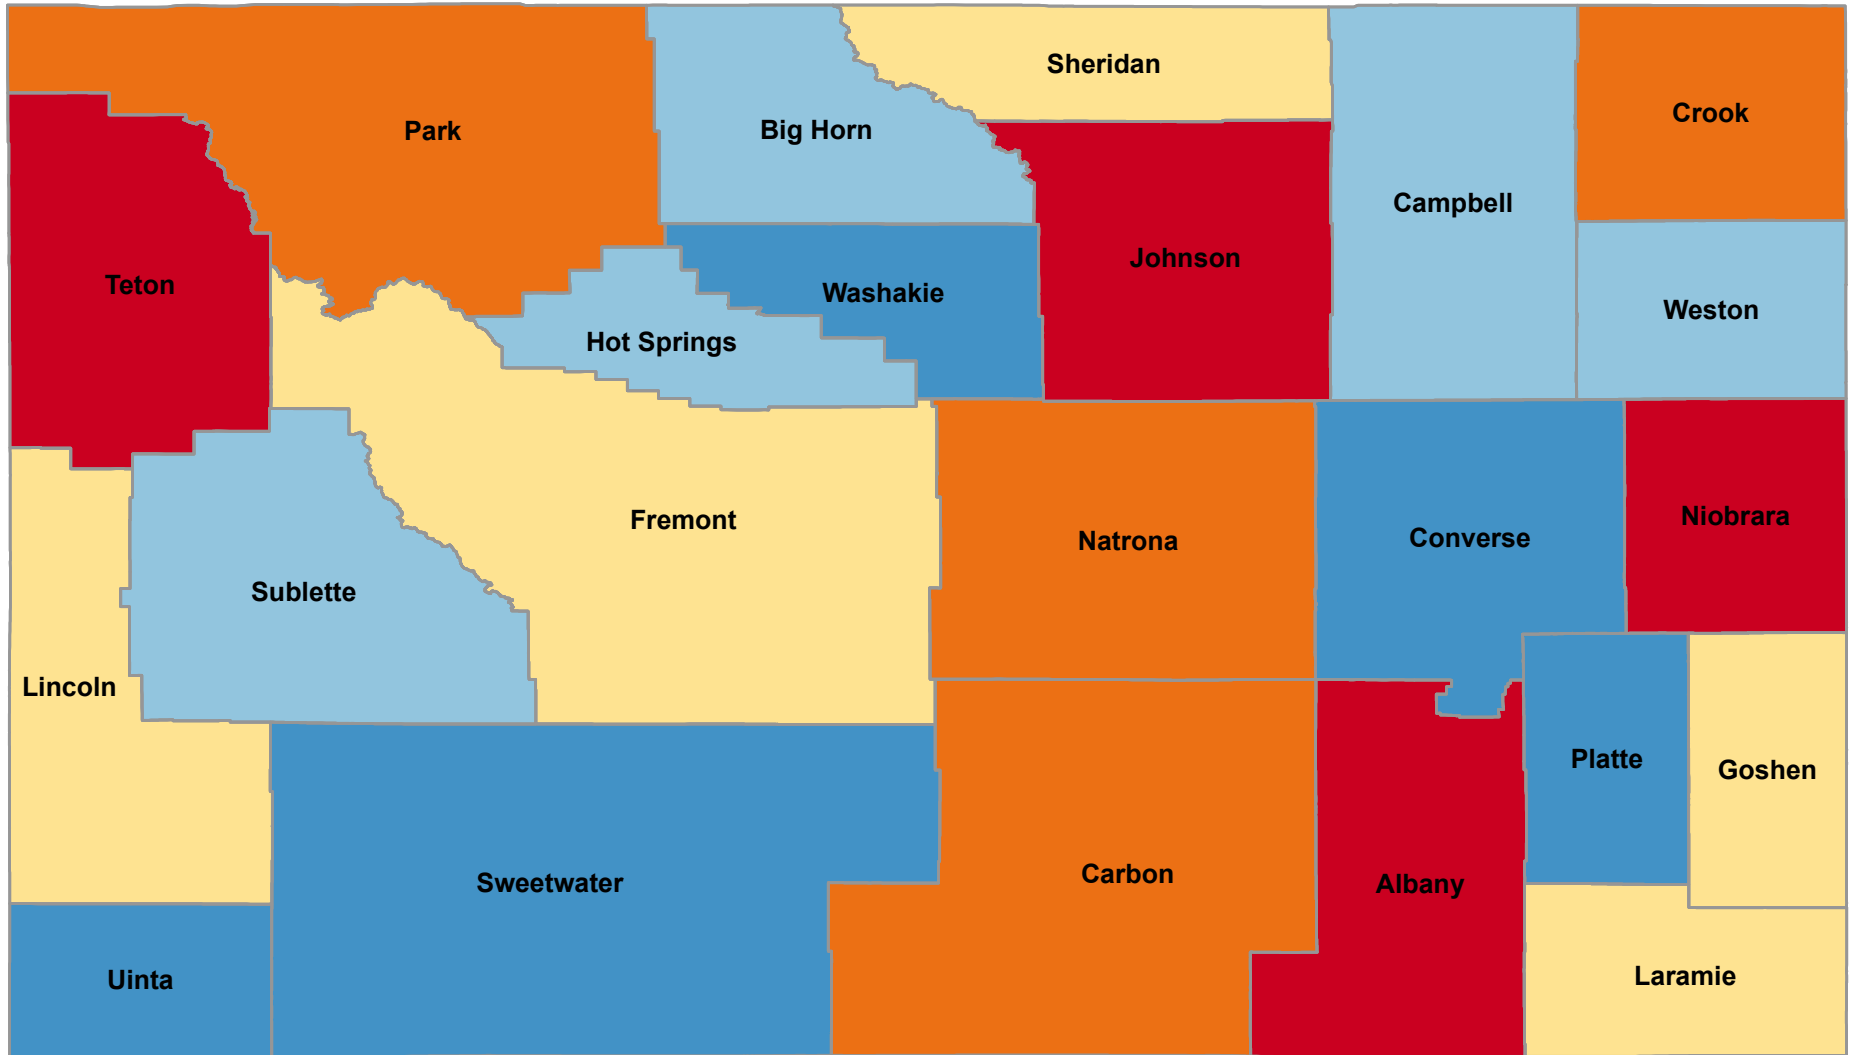 Sheridan
Crook
Park
Big Horn
Campbell
Johnson
Teton
Washakie
Weston
Hot Springs
Niobrara
Fremont
Converse
Natrona
Sublette
Lincoln
Platte
Goshen
Carbon
Sweetwater
Albany
Laramie
Uinta